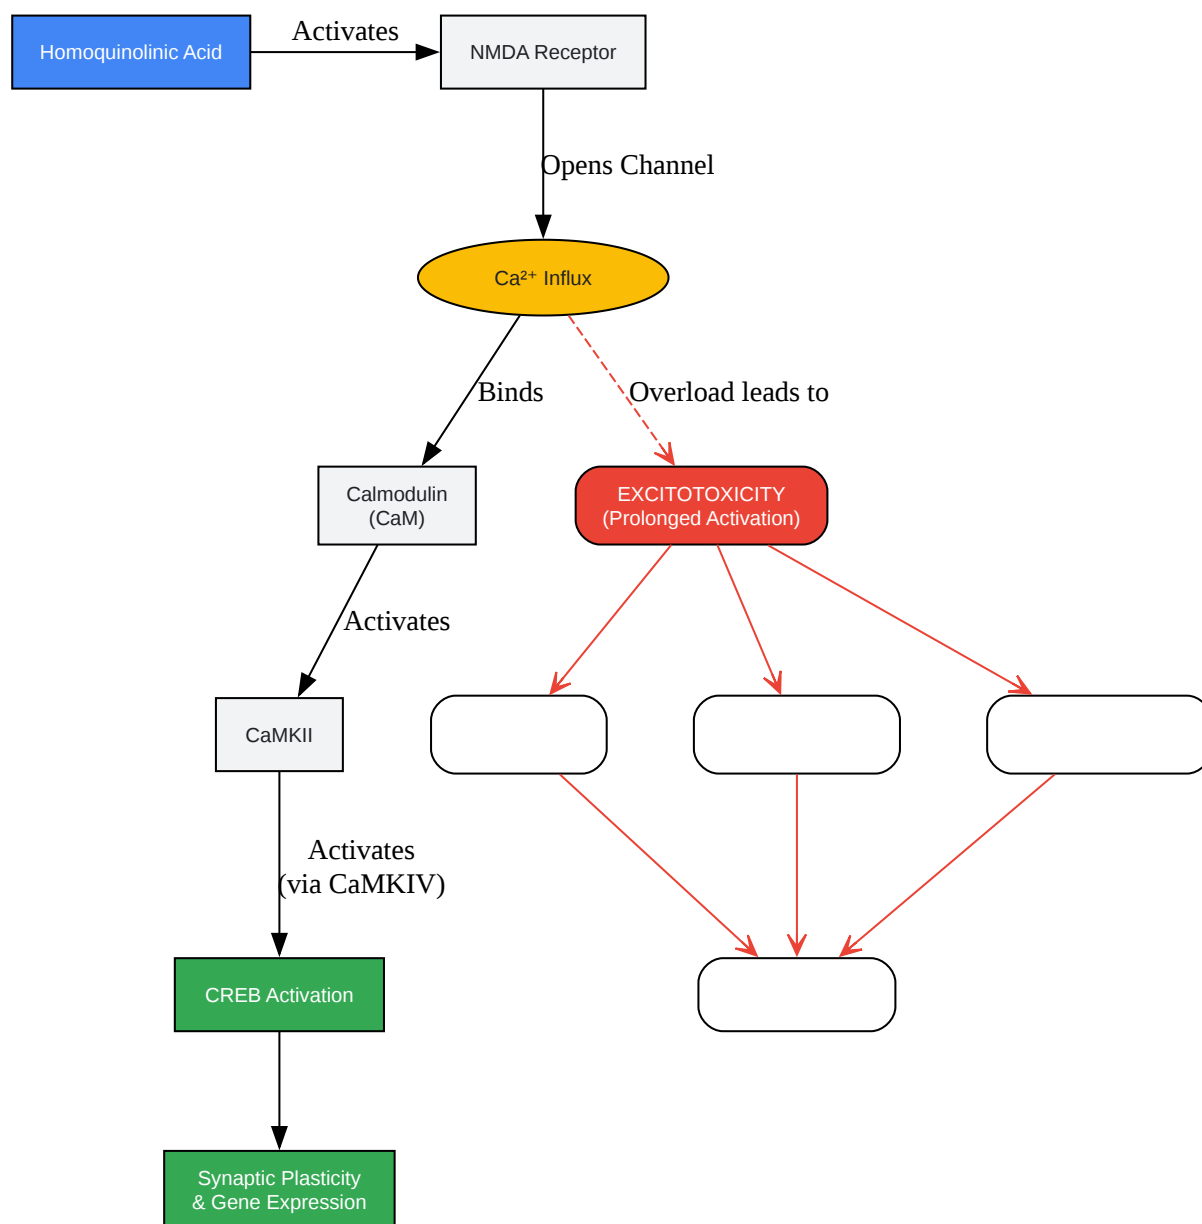 Homoquinolinic Acid
Activates
NMDA Receptor
Opens Channel
Ca²⁺ Influx
Binds
Overload leads to
Calmodulin
(CaM)
EXCITOTOXICITY
(Prolonged Activation)
Activates
CaMKII
Activates
(via CaMKIV)
CREB Activation
Synaptic Plasticity
& Gene Expression